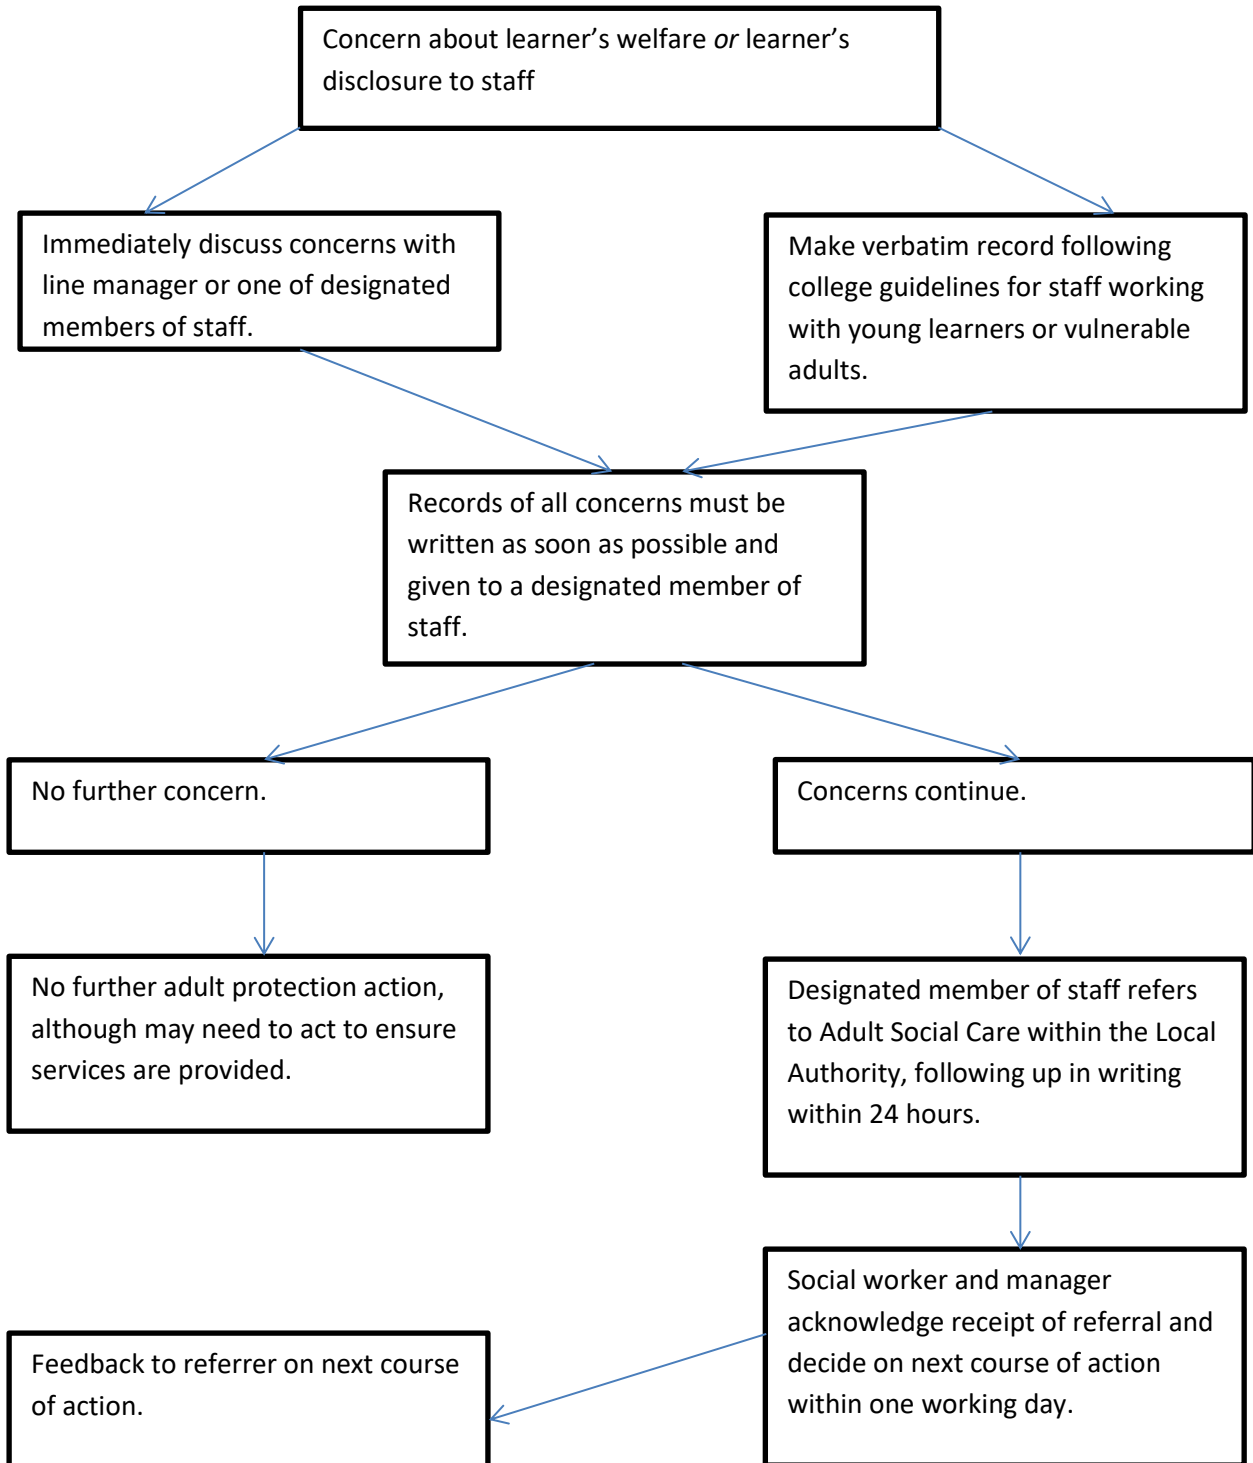 Concern about learner’s welfare or learner’s
disclosure to staff
Immediately discuss concerns with
line manager or one of designated
members of staff.
Make verbatim record following
college guidelines for staff working
with young learners or vulnerable
adults.
Records of all concerns must be
written as soon as possible and
given to a designated member of
staff.
No further concern.
Concerns continue.
No further adult protection action,
although may need to act to ensure
services are provided.
Designated member of staff refers
to Adult Social Care within the Local
Authority, following up in writing
within 24 hours.
Social worker and manager
acknowledge receipt of referral and
decide on next course of action
within one working day.
Feedback to referrer on next course
of action.